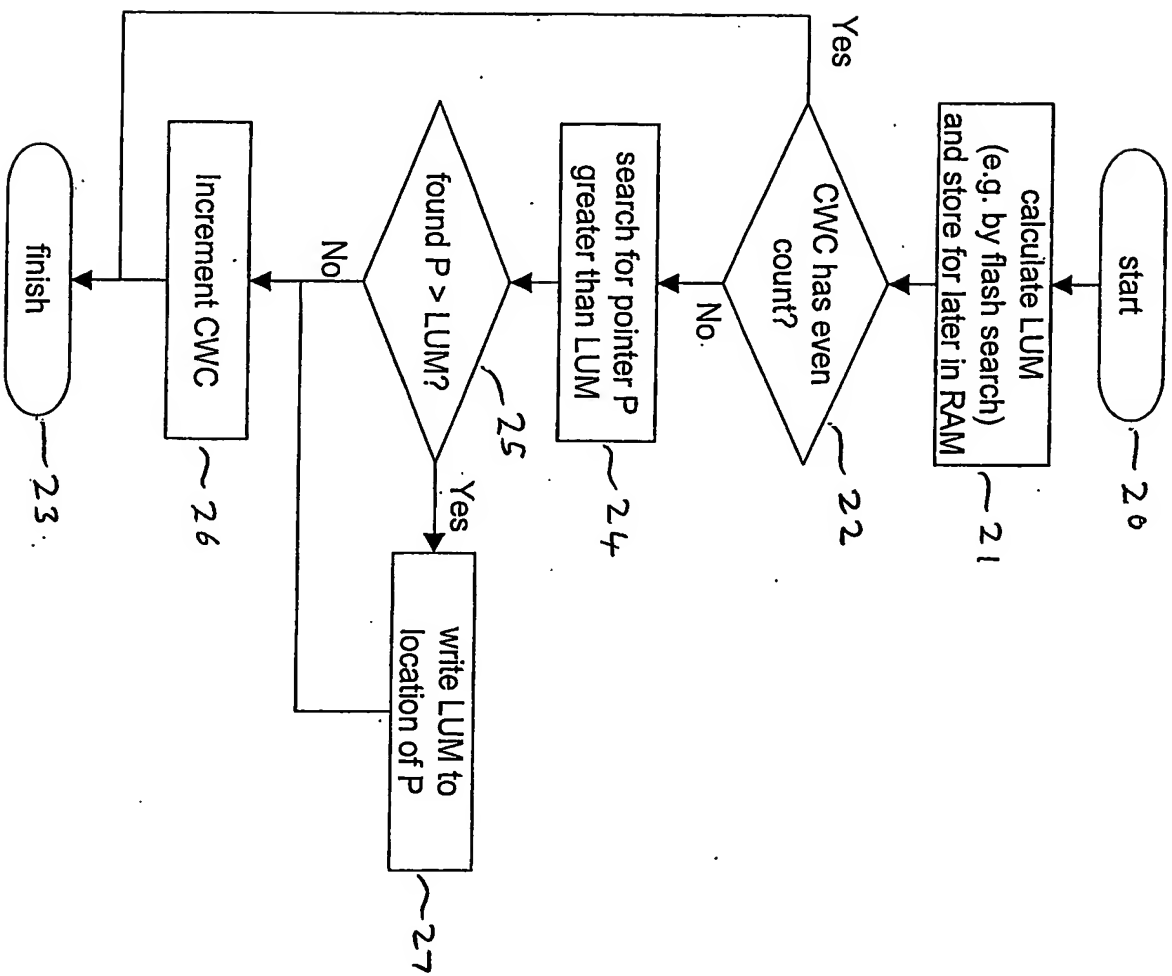 start
20
calculate LUM
(e.g. by flash search)
and store for later in RAM
21
CWC has even
count?
22
Yes
No
search for pointer P
greater than LUM
24
found P > LUM?
25
Yes
No
write LUM to
location of P
27
Increment CWC
26
finish
23